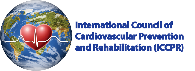 International Council of
Cardiovascular Prevention
and Rehabilitation (ICCPR)